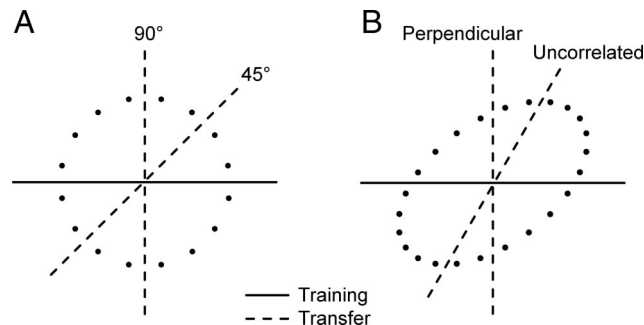 A
90°
45°
B
Perpendicular
Uncorrelated
Training
Transfer